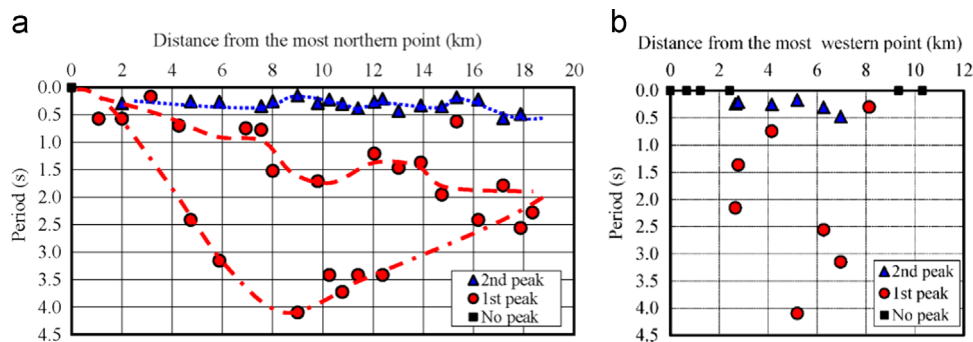 a
Distance from the most northern point (km)
0 2 4 6 8 10 12 14 16 18 20
0.0
0.5
1.0
1.5
2.0
2.5
3.0
3.5
4.0
4.5
Period (s)
2nd peak
1st peak
No peak
b
Distance from the most western point (km)
0 2 4 6 8 10 12
0.0
0.5
1.0
1.5
2.0
2.5
3.0
3.5
4.0
4.5
Period (s)
2nd peak
1st peak
No peak